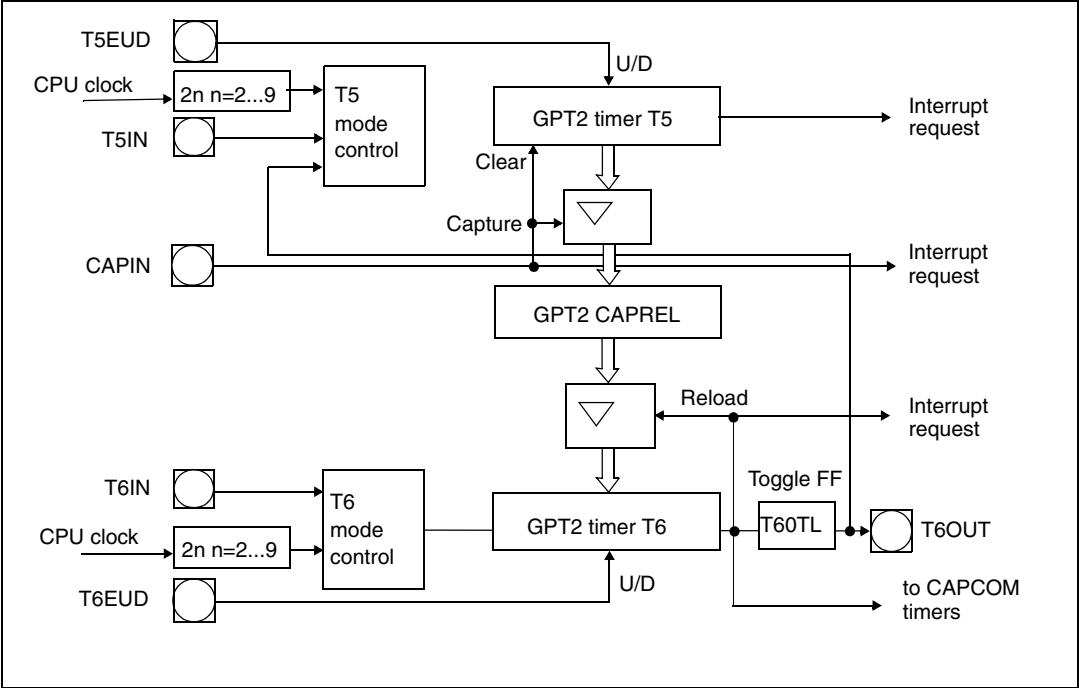 T5EUD
U/D
CPU clock
2n n=2...9
T5
mode
control
GPT2 timer T5
Interrupt
request
T5IN
Clear
Capture
CAPIN
Interrupt
request
GPT2 CAPREL
Reload
Interrupt
request
T6IN
T6
mode
control
Toggle FF
GPT2 timer T6
T60TL
T6OUT
CPU clock
2n n=2...9
U/D
T6EUD
to CAPCOM
timers